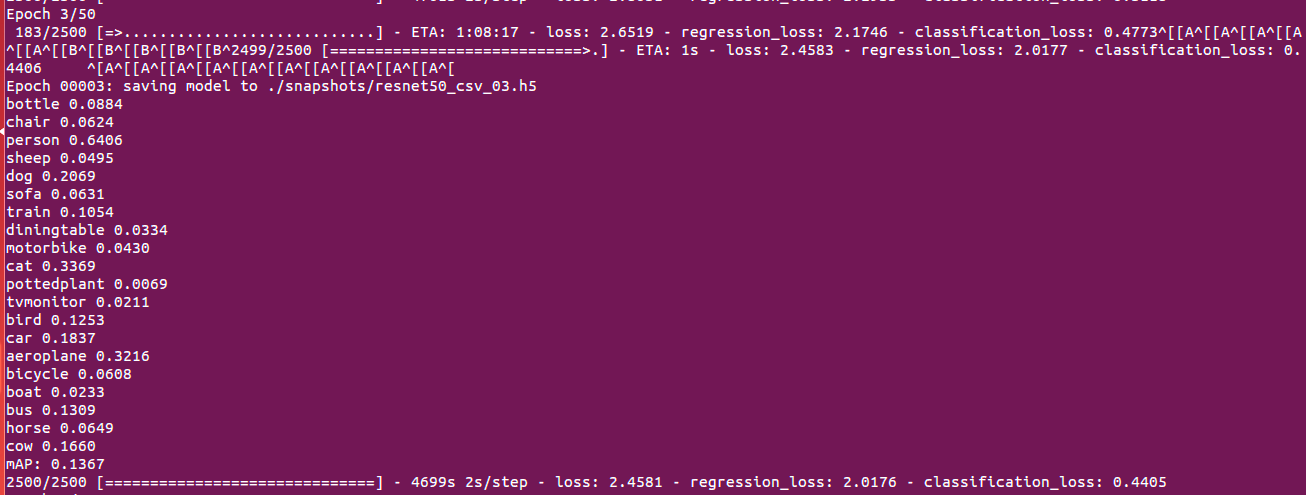 Epoch 3/50
 183/2500 [=>............................] - ETA: 1:08:17 - loss: 2.6519 - regression_loss: 2.1746 - classification_loss: 0.4773^[[A^[[A^[[A^[[A
^[[A^[[B^[[B^[[B^[[B^[[B^2499/2500 [============================>.] - ETA: 1s - loss: 2.4583 - regression_loss: 2.0177 - classification_loss: 0.
4406     ^[A^[[A^[[A^[[A^[[A^[[A^[[A^[[A^[[A^[[A^[
Epoch 00003: saving model to ./snapshots/resnet50_csv_03.h5
bottle 0.0884
chair 0.0624
person 0.6406
sheep 0.0495
dog 0.2069
sofa 0.0631
train 0.1054
diningtable 0.0334
motorbike 0.0430
cat 0.3369
pottedplant 0.0069
tvmonitor 0.0211
bird 0.1253
car 0.1837
aeroplane 0.3216
bicycle 0.0608
boat 0.0233
bus 0.1309
horse 0.0649
cow 0.1660
mAP: 0.1367
2500/2500 [==============================] - 4699s 2s/step - loss: 2.4581 - regression_loss: 2.0176 - classification_loss: 0.4405